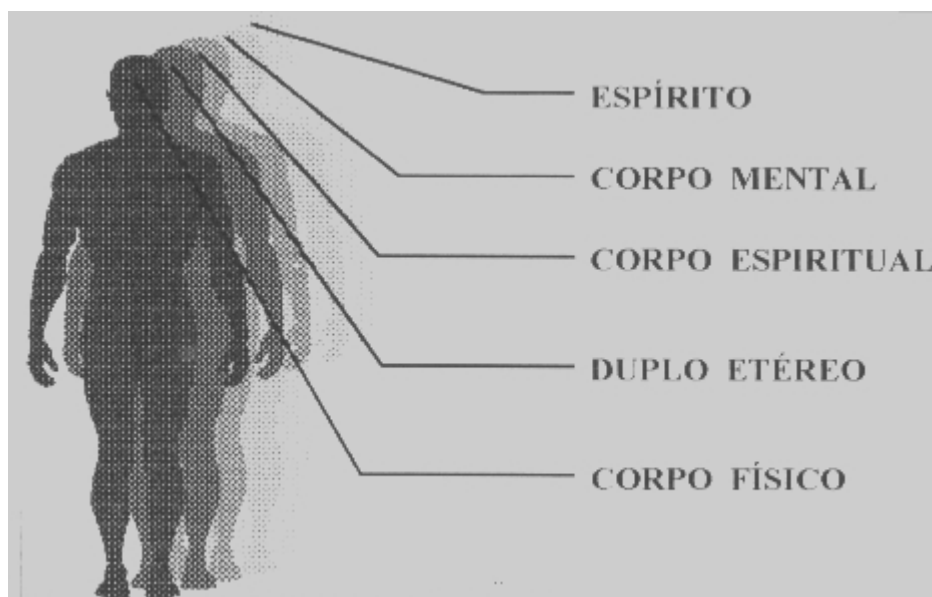 ESPÍRITO
CORPO MENTAL
CORPO ESPIRITUAL
DUPLO ETÉREO
CORPO FÍSICO